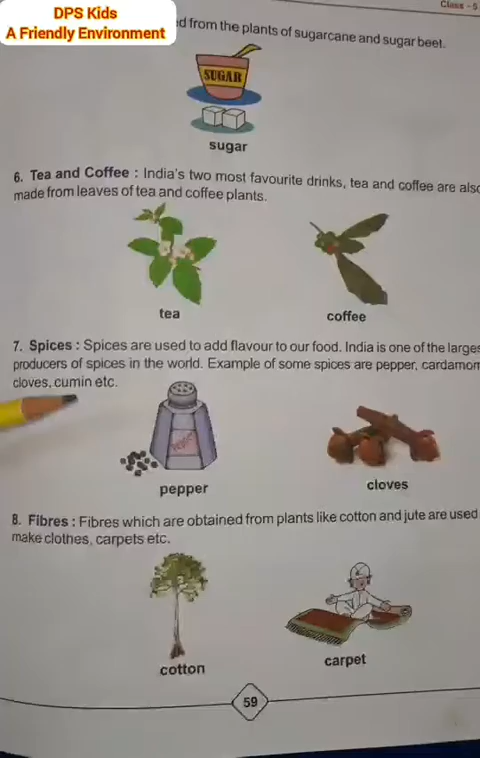 DPS Kids
A Friendly Environment
Class - 5
from the plants of sugarcane and sugar beet.
SUGAR
sugar
6. Tea and Coffee : India's two most favourite drinks, tea and coffee are also
made from leaves of tea and coffee plants.
tea
coffee
7. Spices : Spices are used to add flavour to our food. India is one of the larges
producers of spices in the world. Example of some spices are pepper, cardamom
cloves, cumin etc.
pepper
pepper
cloves
8. Fibres : Fibres which are obtained from plants like cotton and jute are used
make clothes, carpets etc.
cotton
carpet
59